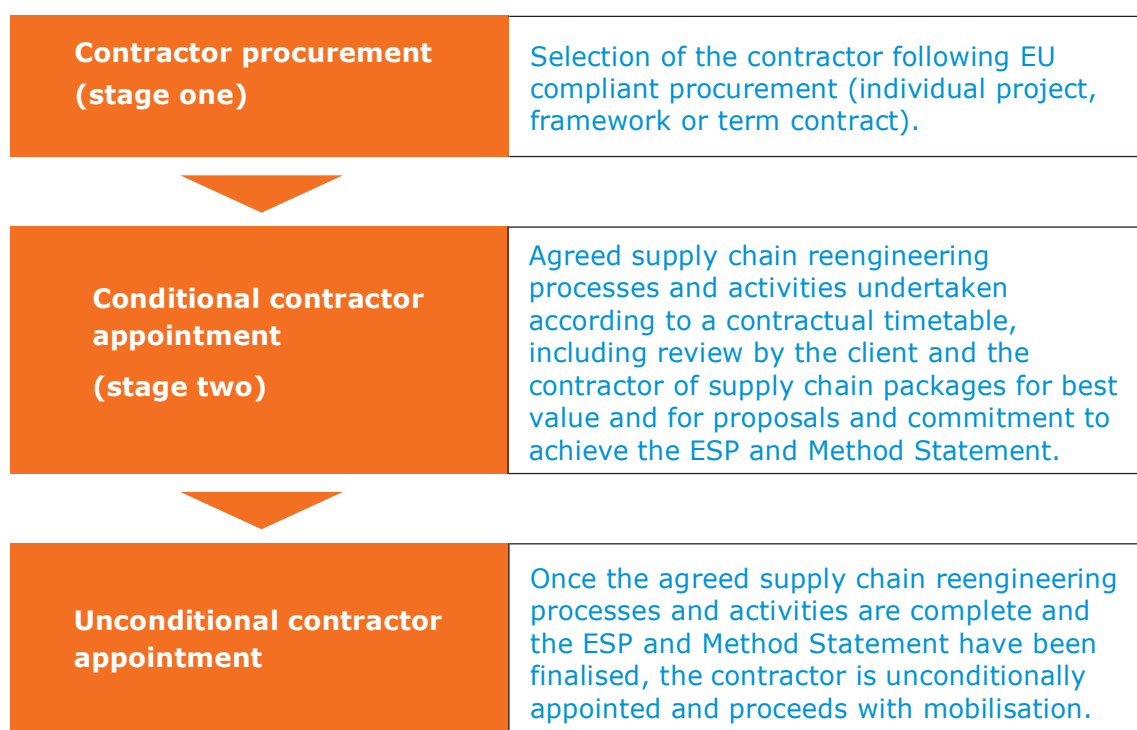 Contractor procurement
(stage one)
Selection of the contractor following EU
compliant procurement (individual project,
framework or term contract).
Conditional contractor
appointment
(stage two)
Agreed supply chain reengineering
processes and activities undertaken
according to a contractual timetable,
including review by the client and the
contractor of supply chain packages for best
value and for proposals and commitment to
achieve the ESP and Method Statement.
Unconditional contractor
appointment
Once the agreed supply chain reengineering
processes and activities are complete and
the ESP and Method Statement have been
finalised, the contractor is unconditionally
appointed and proceeds with mobilisation.